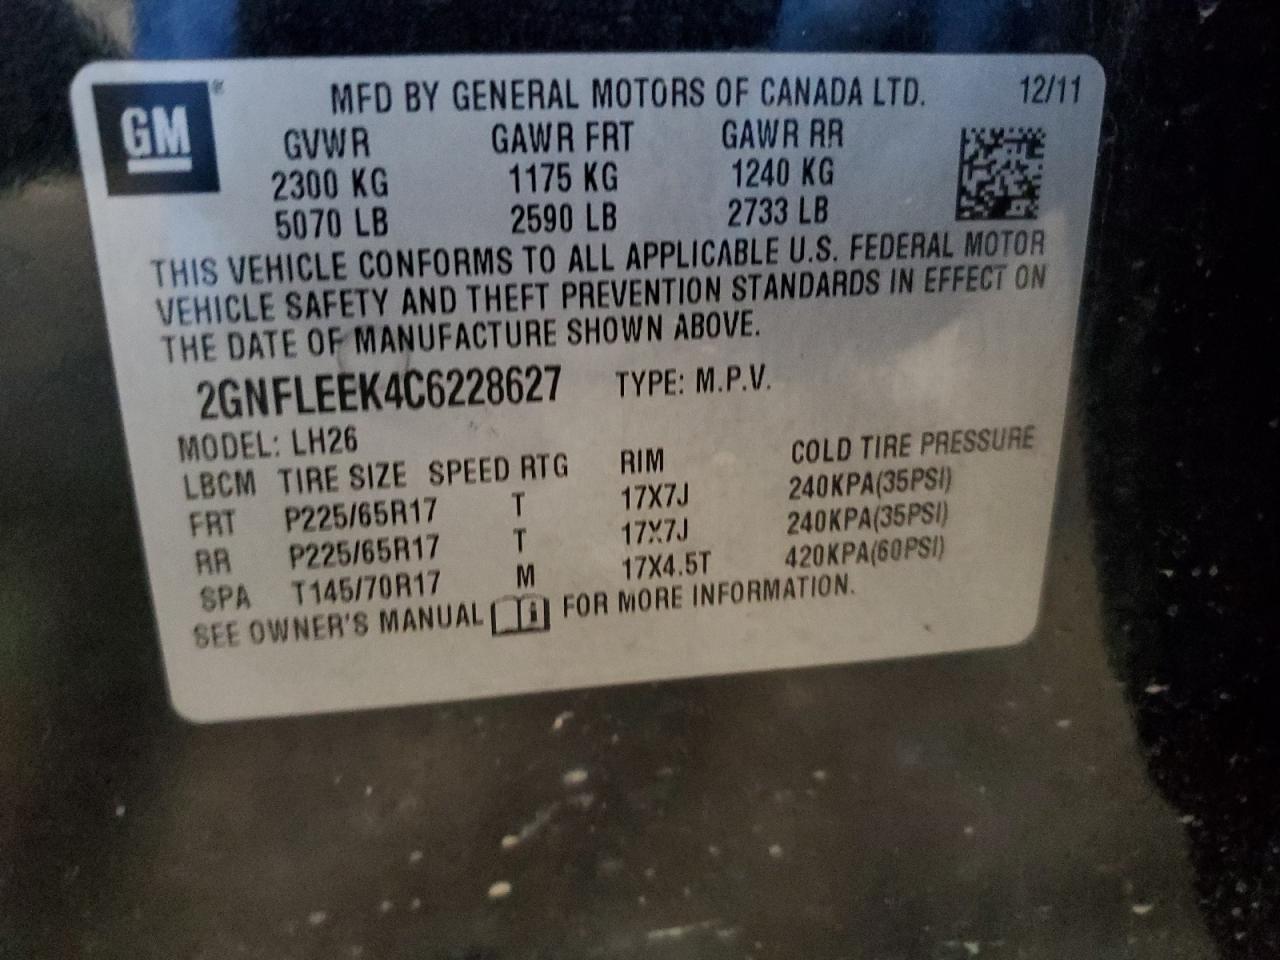 GM
MFD BY GENERAL MOTORS OF CANADA LTD. 12/11
GVWR GAWR FRT GAWR RR
2300 KG 1175 KG 1240 KG
5070 LB 2590 LB 2733 LB
THIS VEHICLE CONFORMS TO ALL APPLICABLE U.S. FEDERAL MOTOR
VEHICLE SAFETY AND THEFT PREVENTION STANDARDS IN EFFECT ON
THE DATE OF MANUFACTURE SHOWN ABOVE.
2GNFLEEK4C6228627 TYPE: M.P.V.
MODEL: LH26
LBCM TIRE SIZE SPEED RTG RIM COLD TIRE PRESSURE
FRT P225/65R17 T 17X7J 240KPA(35PSI)
RR P225/65R17 T 17X7J 240KPA(35PSI)
SPA T145/70R17 M 17X4.5T 420KPA(60PSI)
SEE OWNER'S MANUAL FOR MORE INFORMATION.